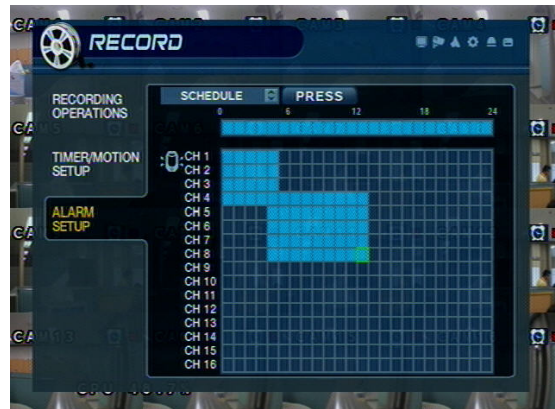 RECORD
RECORDING
OPERATIONS
TIMER/MOTION
SETUP
ALARM
SETUP
SCHEDULE
PRESS
0 6 12 18 24
CH 1
CH 2
CH 3
CH 4
CH 5
CH 6
CH 7
CH 8
CH 9
CH 10
CH 11
CH 12
CH 13
CH 14
CH 15
CH 16